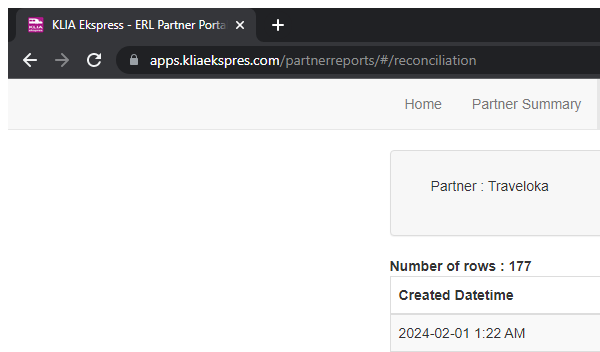 KLIA Ekspress - ERL Partner Porta
apps.kliaekspres.com/partnerreports/#/reconciliation
Home Partner Summary
Partner : Traveloka
Number of rows : 177
Created Datetime
2024-02-01 1:22 AM